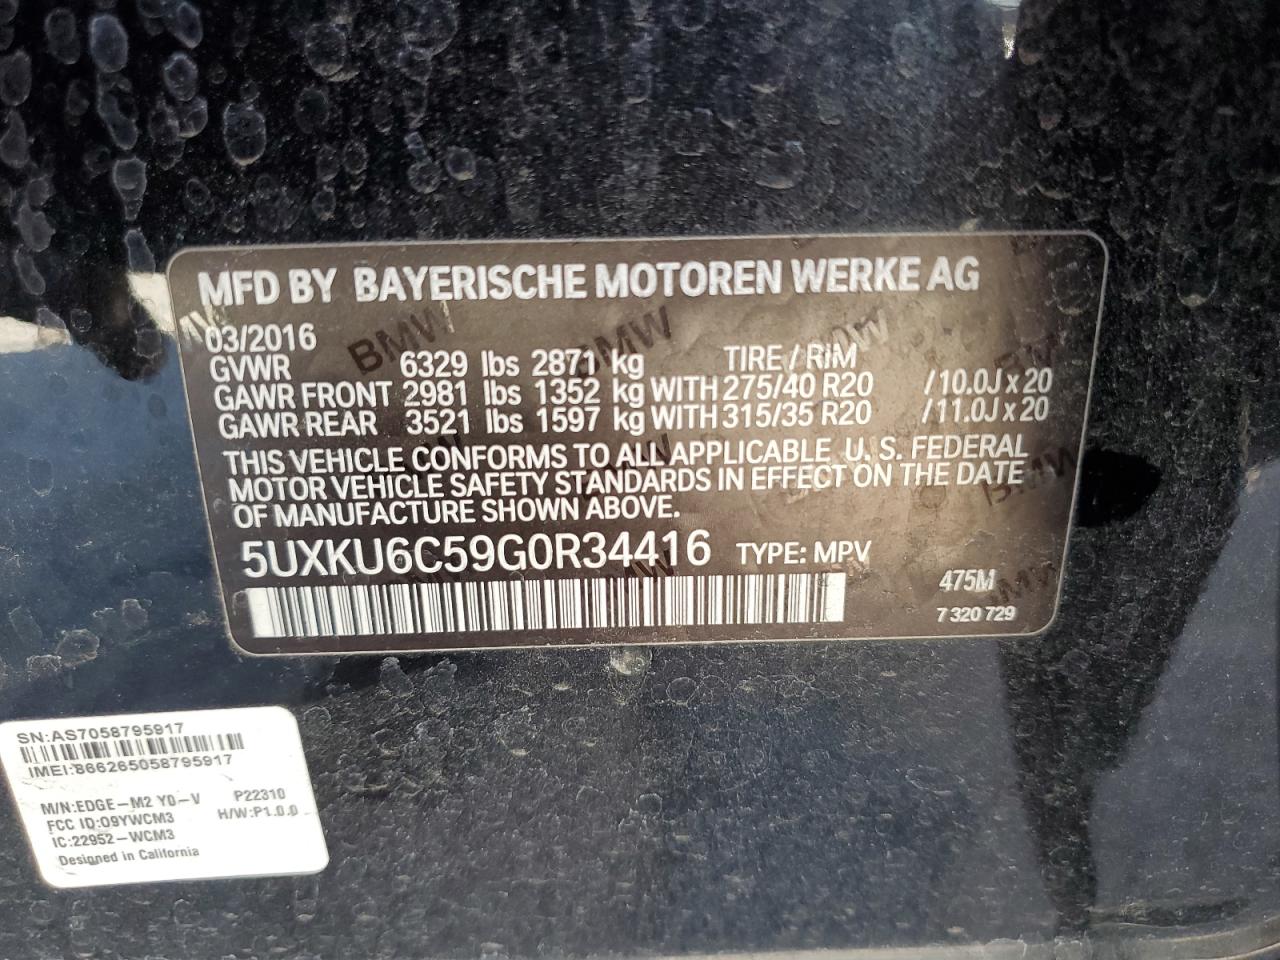 MFD BY BAYERISCHE MOTOREN WERKE AG
03/2016
GVWR 6329 lbs 2871 kg TIRE / RIM
GAWR FRONT 2981 lbs 1352 kg WITH 275/40 R20 /10.0J x 20
GAWR REAR 3521 lbs 1597 kg WITH 315/35 R20 /11.0J x 20
THIS VEHICLE CONFORMS TO ALL APPLICABLE U.S. FEDERAL
MOTOR VEHICLE SAFETY STANDARDS IN EFFECT ON THE DATE
OF MANUFACTURE SHOWN ABOVE.
5UXKU6C59G0R34416 TYPE: MPV
475M
7 320 729
SN:AS7058795917
IMEI:866265058795917
M/N:EDGE-M2 YD-V P22310
FCC ID:09YWCM3 H/W:P1.0.0
IC:22952-WCM3
Designed in California